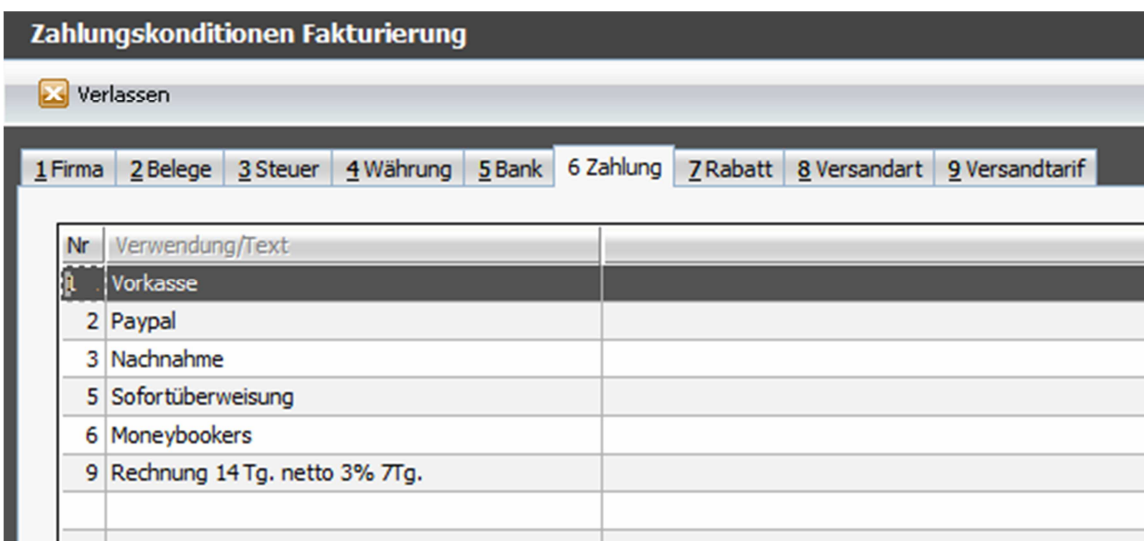 Zahlungskonditionen Fakturierung
Verlassen
1 Firma 2 Belege 3 Steuer 4 Währung 5 Bank 6 Zahlung 7 Rabatt 8 Versandart 9 Versandtarif
Nr Verwendung/Text
1 Vorkasse
2 Paypal
3 Nachnahme
5 Sofortüberweisung
6 Moneybookers
9 Rechnung 14 Tg. netto 3% 7Tg.